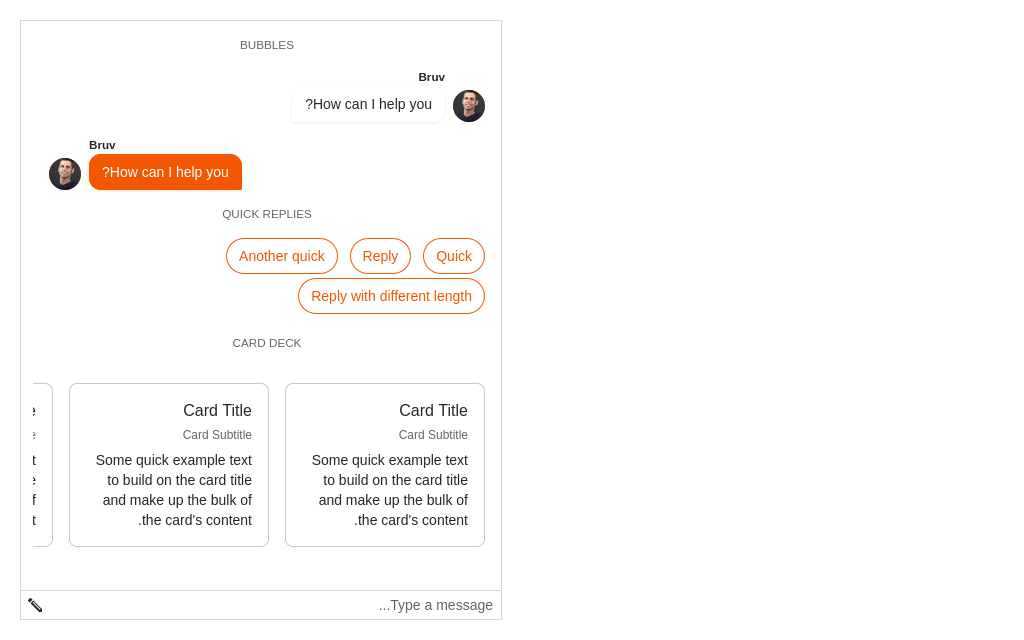 BUBBLES
Bruv
?How can I help you
Bruv
?How can I help you
QUICK REPLIES
Another quick
Reply
Quick
Reply with different length
CARD DECK
Card Title
Card Subtitle
Some quick example text
to build on the card title
and make up the bulk of
.the card's content
Card Title
Card Subtitle
Some quick example text
to build on the card title
and make up the bulk of
.the card's content
...Type a message